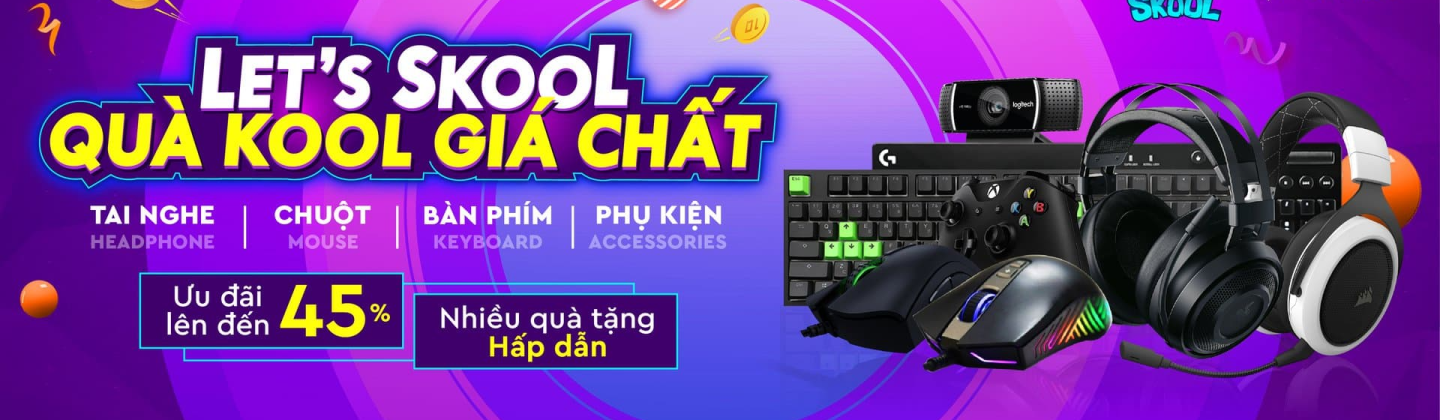 SKOOL
LET'S SKOOL
QUÀ KOOL GIÁ CHẤT
TAI NGHE | CHUỘT | BÀN PHÍM | PHỤ KIỆN
HEADPHONE | MOUSE | KEYBOARD | ACCESSORIES
Ưu đãi
lên đến 45%
Nhiều quà tặng
Hấp dẫn
logitech